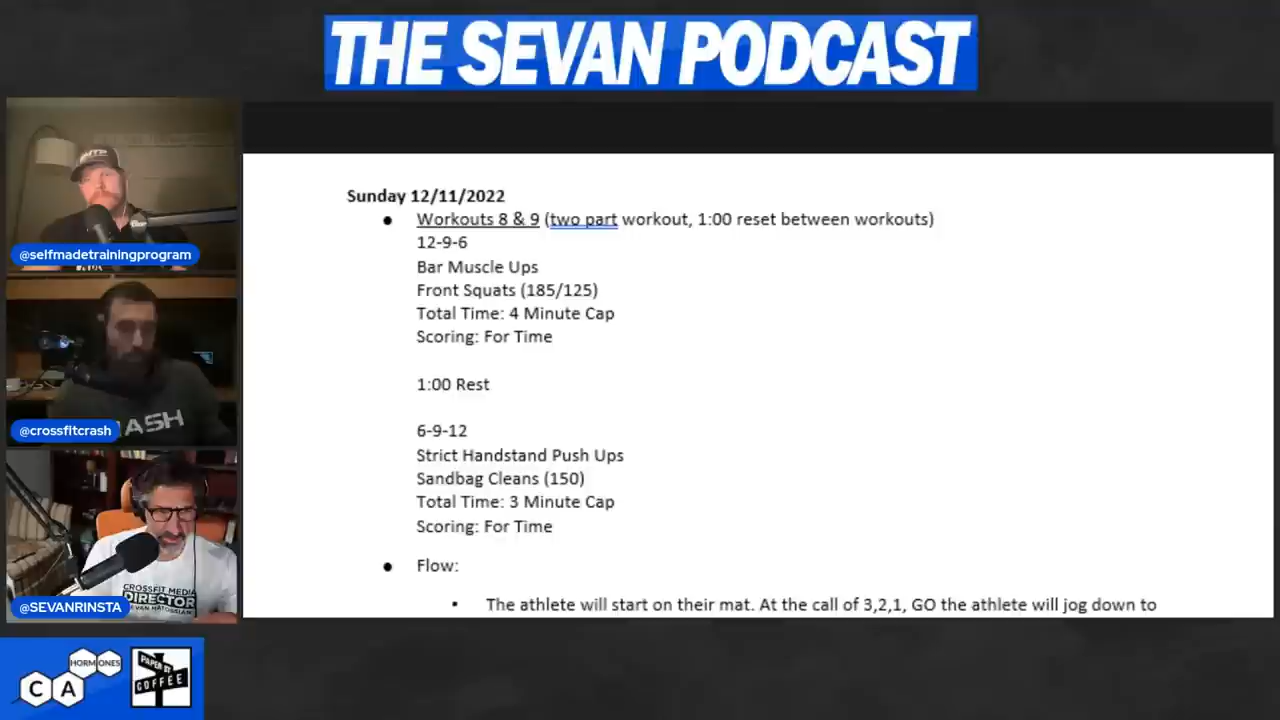 THE SEVAN PODCAST
@selfmadetrainingprogram
ASH
@crossfitcrash
CROSSFIT MEDIA
DIRECTOR
@SEVANRINSTA
HORMONES
CA
PAPER ST
COFFEE
Sunday 12/11/2022
● Workouts 8 & 9 (two part workout, 1:00 reset between workouts)
12-9-6
Bar Muscle Ups
Front Squats (185/125)
Total Time: 4 Minute Cap
Scoring: For Time
1:00 Rest
6-9-12
Strict Handstand Push Ups
Sandbag Cleans (150)
Total Time: 3 Minute Cap
Scoring: For Time
● Flow:
▪ The athlete will start on their mat. At the call of 3,2,1, GO the athlete will jog down to